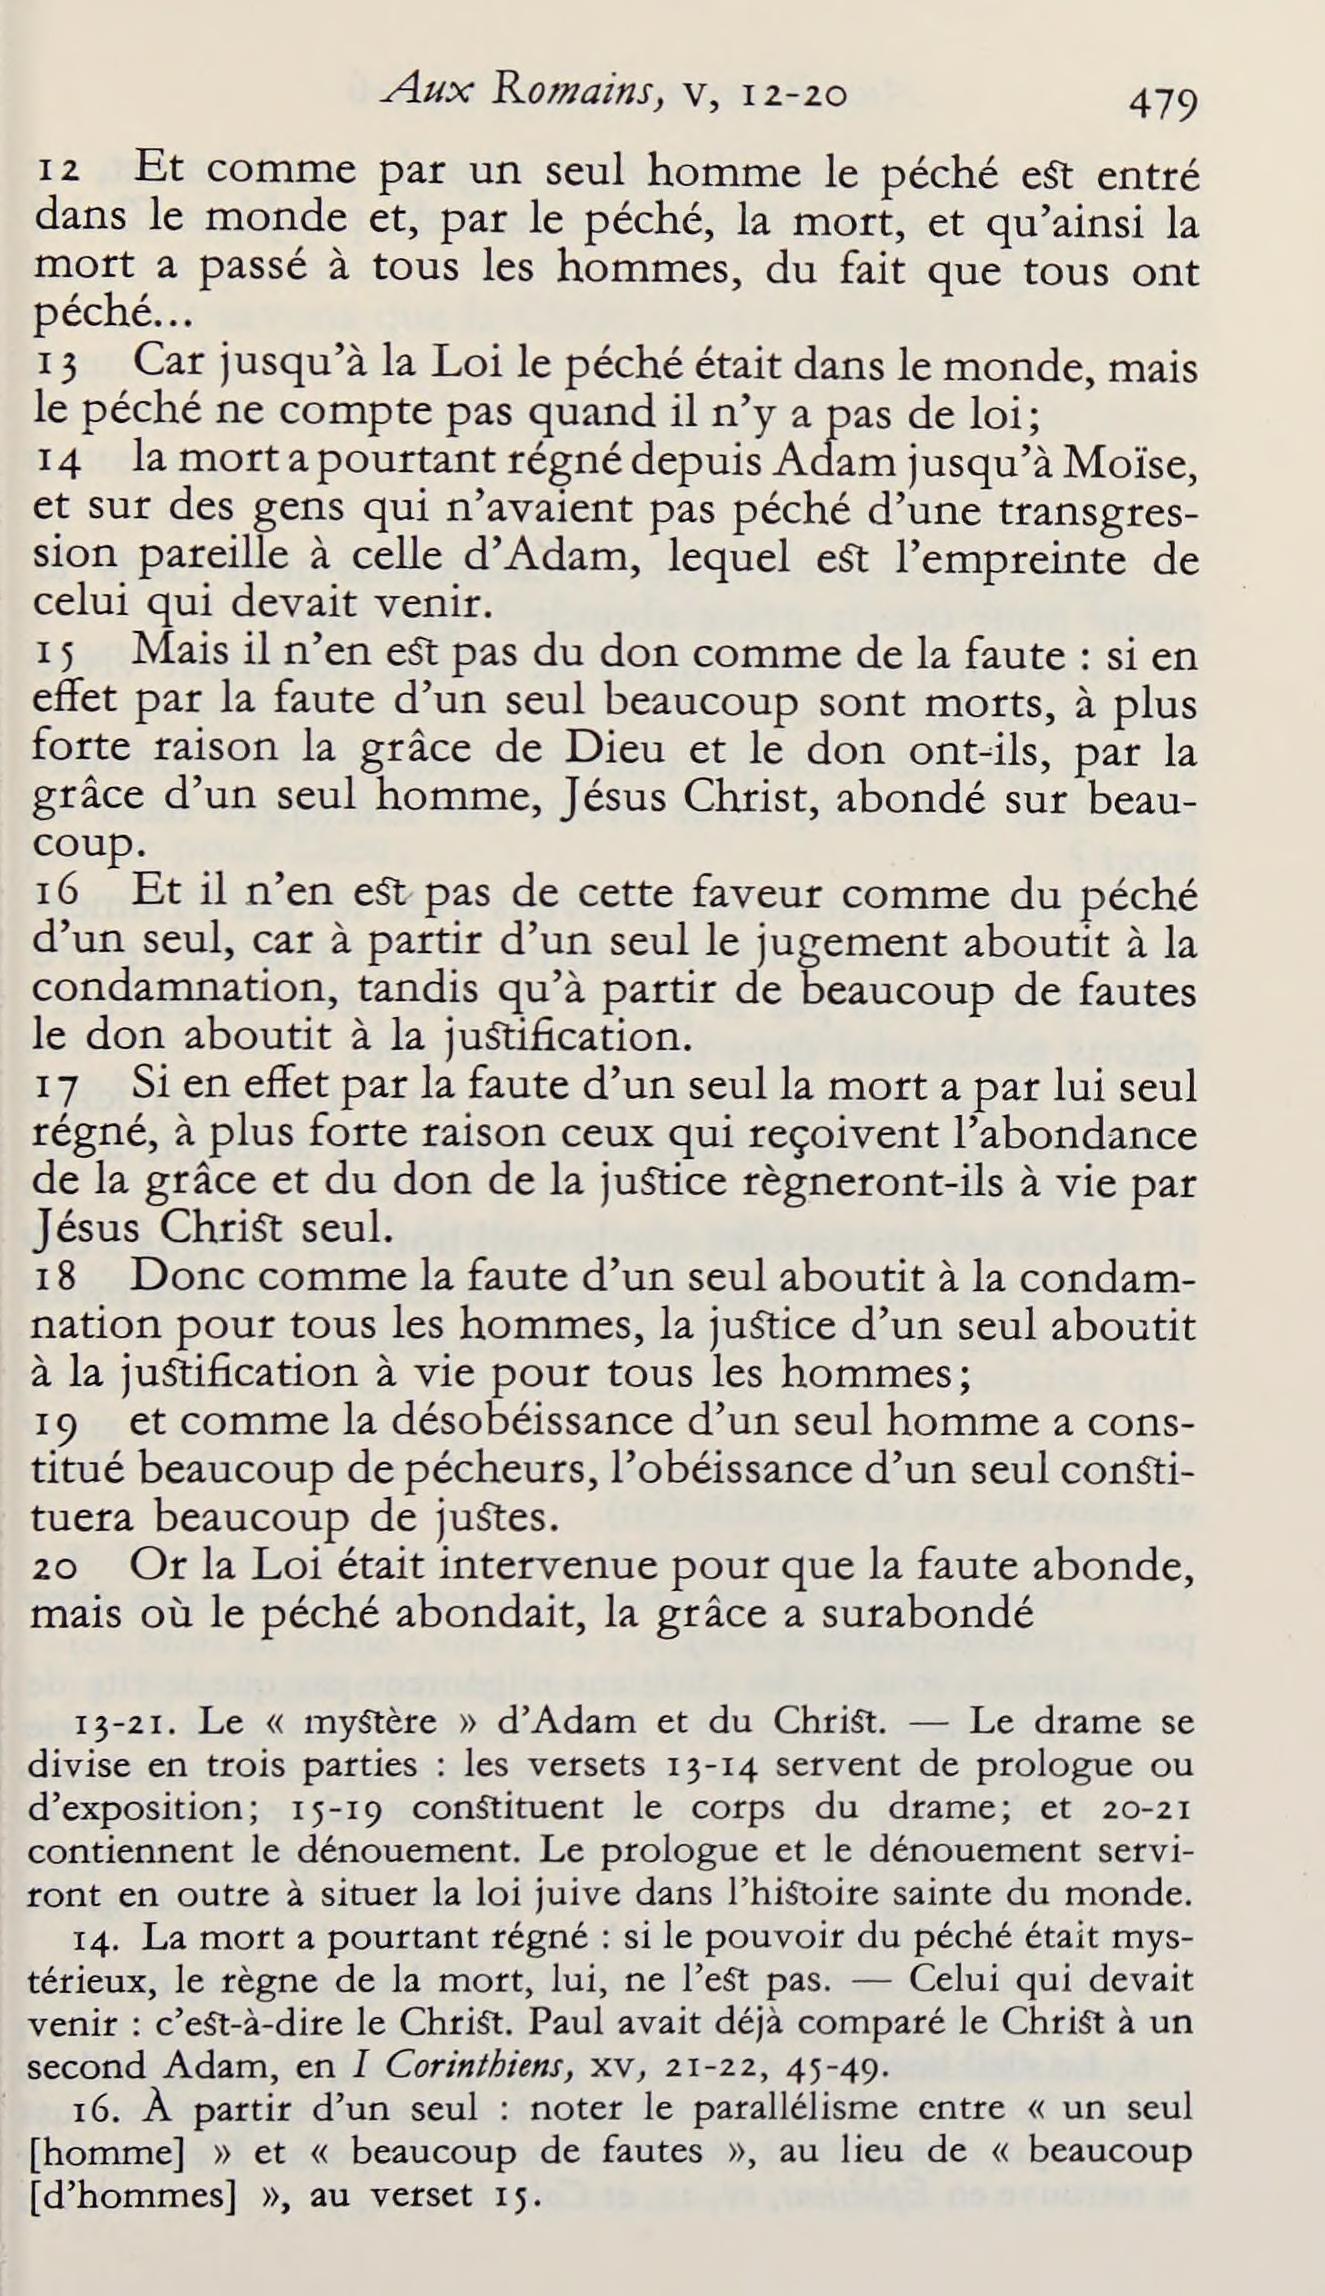 Aux Romains, V, 12-20 479
12 Et comme par un seul homme le péché est entré
dans le monde et, par le péché, la mort, et qu’ainsi la
mort a passé à tous les hommes, du fait que tous ont
péché...
13 Car jusqu’à la Loi le péché était dans le monde, mais
le péché ne compte pas quand il n’y a pas de loi;
14 la mort a pourtant régné depuis Adam jusqu’à Moïse,
et sur des gens qui n’avaient pas péché d’une transgres-
sion pareille à celle d’Adam, lequel est l’empreinte de
celui qui devait venir.
15 Mais il n’en est pas du don comme de la faute : si en
effet par la faute d’un seul beaucoup sont morts, à plus
forte raison la grâce de Dieu et le don ont-ils, par la
grâce d’un seul homme, Jésus Christ, abondé sur beau-
coup.
16 Et il n’en est pas de cette faveur comme du péché
d’un seul, car à partir d’un seul le jugement aboutit à la
condamnation, tandis qu’à partir de beaucoup de fautes
le don aboutit à la justification.
17 Si en effet par la faute d’un seul la mort a par lui seul
régné, à plus forte raison ceux qui reçoivent l’abondance
de la grâce et du don de la justice règneront-ils à vie par
Jésus Christ seul.
18 Donc comme la faute d’un seul aboutit à la condam-
nation pour tous les hommes, la justice d’un seul aboutit
à la justification à vie pour tous les hommes;
19 et comme la désobéissance d’un seul homme a cons-
titué beaucoup de pécheurs, l’obéissance d’un seul consti-
tuera beaucoup de justes.
20 Or la Loi était intervenue pour que la faute abonde,
mais où le péché abondait, la grâce a surabondé
13-21. Le « mystère » d’Adam et du Christ. — Le drame se
divise en trois parties : les versets 13-14 servent de prologue ou
d’exposition; 15-19 constituent le corps du drame; et 20-21
contiennent le dénouement. Le prologue et le dénouement servi-
ront en outre à situer la loi juive dans l’histoire sainte du monde.
14. La mort a pourtant régné : si le pouvoir du péché était mys-
térieux, le règne de la mort, lui, ne l’est pas. — Celui qui devait
venir : c’est-à-dire le Christ. Paul avait déjà comparé le Christ à un
second Adam, en I Corinthiens, XV, 21-22, 45-49.
16. À partir d’un seul : noter le parallélisme entre « un seul
[homme] » et « beaucoup de fautes », au lieu de « beaucoup
[d’hommes] », au verset 15.